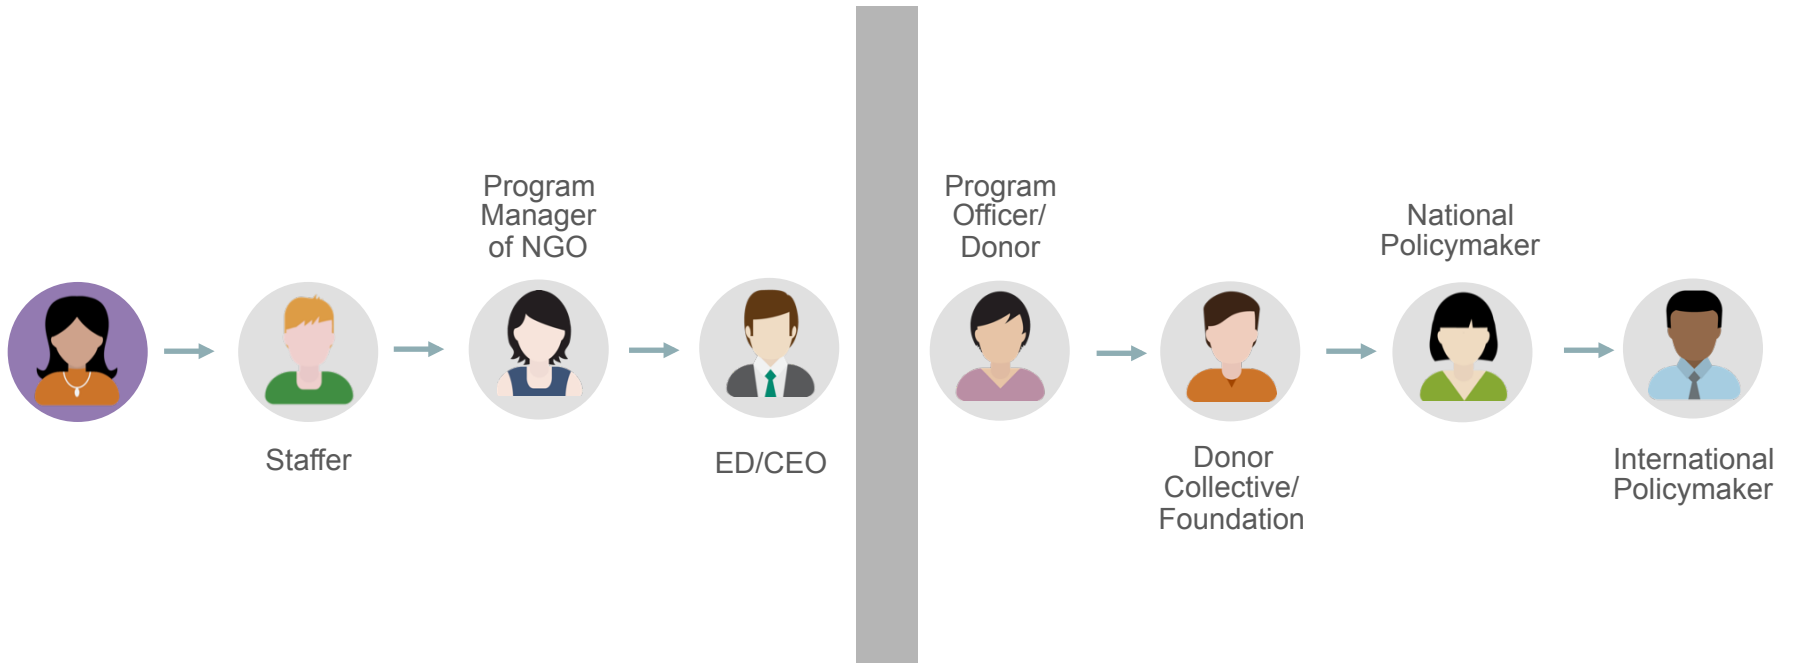 Staffer
Program
Manager
of NGO
ED/CEO
Program
Officer/
Donor
Donor
Collective/
Foundation
National
Policymaker
International
Policymaker